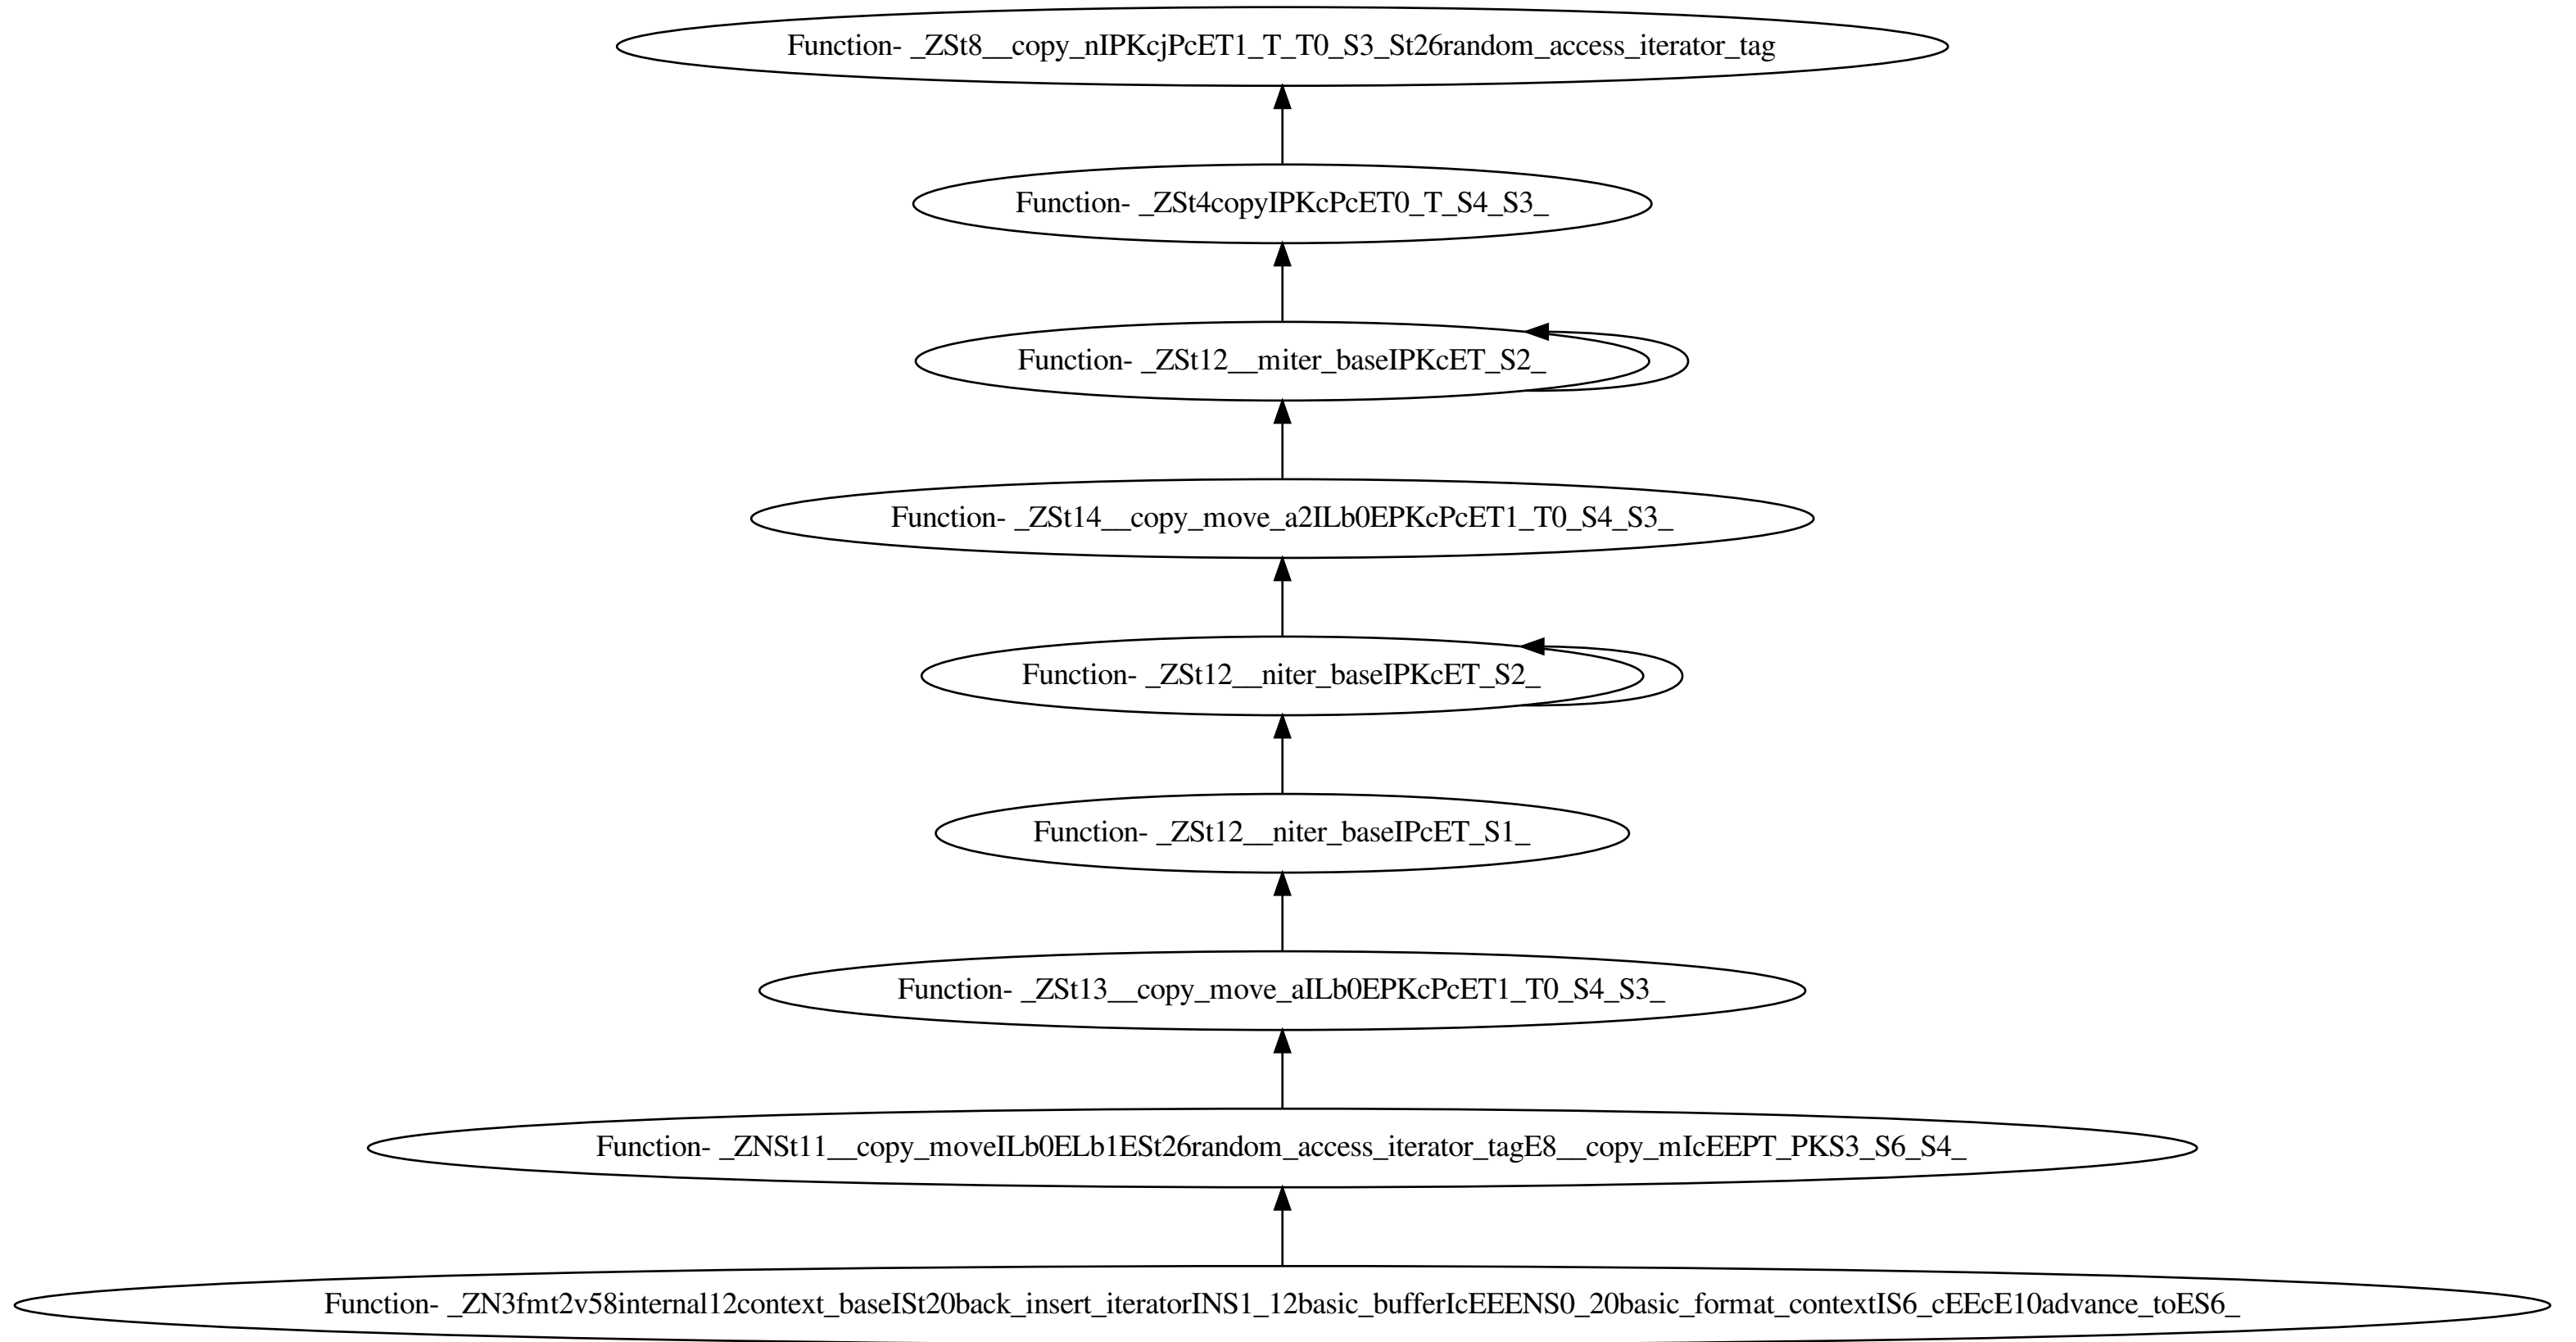 Function- _ZSt8__copy_nIPKcjPcET1_T_T0_S3_St26random_access_iterator_tag
Function- _ZSt4copyIPKcPcET0_T_S4_S3_
Function- _ZSt12__miter_baseIPKcET_S2_
Function- _ZSt14__copy_move_a2ILb0EPKcPcET1_T0_S4_S3_
Function- _ZSt12__niter_baseIPKcET_S2_
Function- _ZSt12__niter_baseIPcET_S1_
Function- _ZSt13__copy_move_aILb0EPKcPcET1_T0_S4_S3_
Function- _ZNSt11__copy_moveILb0ELb1ESt26random_access_iterator_tagE8__copy_mIcEEPT_PKS3_S6_S4_
Function- _ZN3fmt2v58internal12context_baseISt20back_insert_iteratorINS1_12basic_bufferIcEEENS0_20basic_format_contextIS6_cEEcE10advance_toES6_